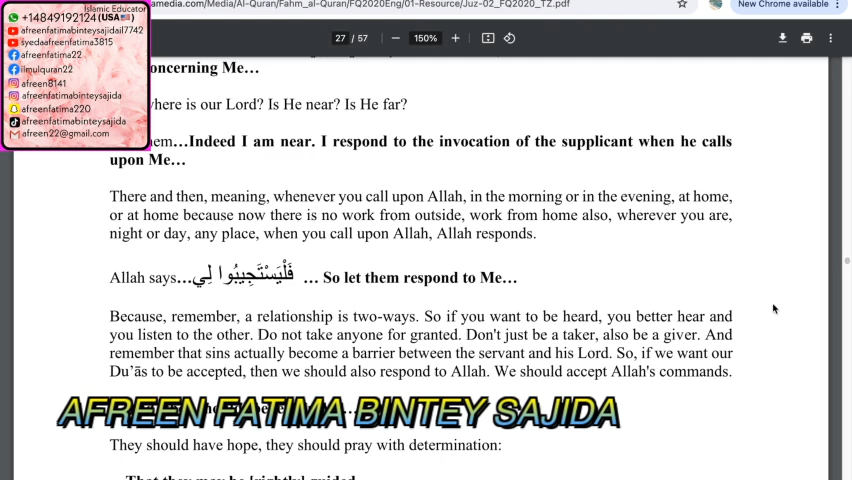 Islamic Educator
+14849192124 (USA🇺🇸)
afreenfatimabinteysajidail7742
syedaafreenfatima3815
afreenfatima22
ilmulquran22
afreen8141
afreenfatimabinteysajida
afreenfatima220
afreenfatimabinteysajida
afreen22@gmail.com
amedia.com/Media/Al-Quran/Fahm_al-Quran/FQ2020Eng/01-Resource/Juz-02_FQ2020_TZ.pdf
New Chrome available
27 / 57
150%
oncerning Me…
here is our Lord? Is He near? Is He far?
hem…Indeed I am near. I respond to the invocation of the supplicant when he calls
upon Me…
There and then, meaning, whenever you call upon Allah, in the morning or in the evening, at home,
or at home because now there is no work from outside, work from home also, wherever you are,
night or day, any place, when you call upon Allah, Allah responds.
Allah says…فَلْيَسْتَجِيبُوا لِي … So let them respond to Me…
Because, remember, a relationship is two-ways. So if you want to be heard, you better hear and
you listen to the other. Do not take anyone for granted. Don't just be a taker, also be a giver. And
remember that sins actually become a barrier between the servant and his Lord. So, if we want our
Du’ās to be accepted, then we should also respond to Allah. We should accept Allah's commands.
AFREEN FATIMA BINTEY SAJIDA
They should have hope, they should pray with determination:
That they may be [rightly] guided